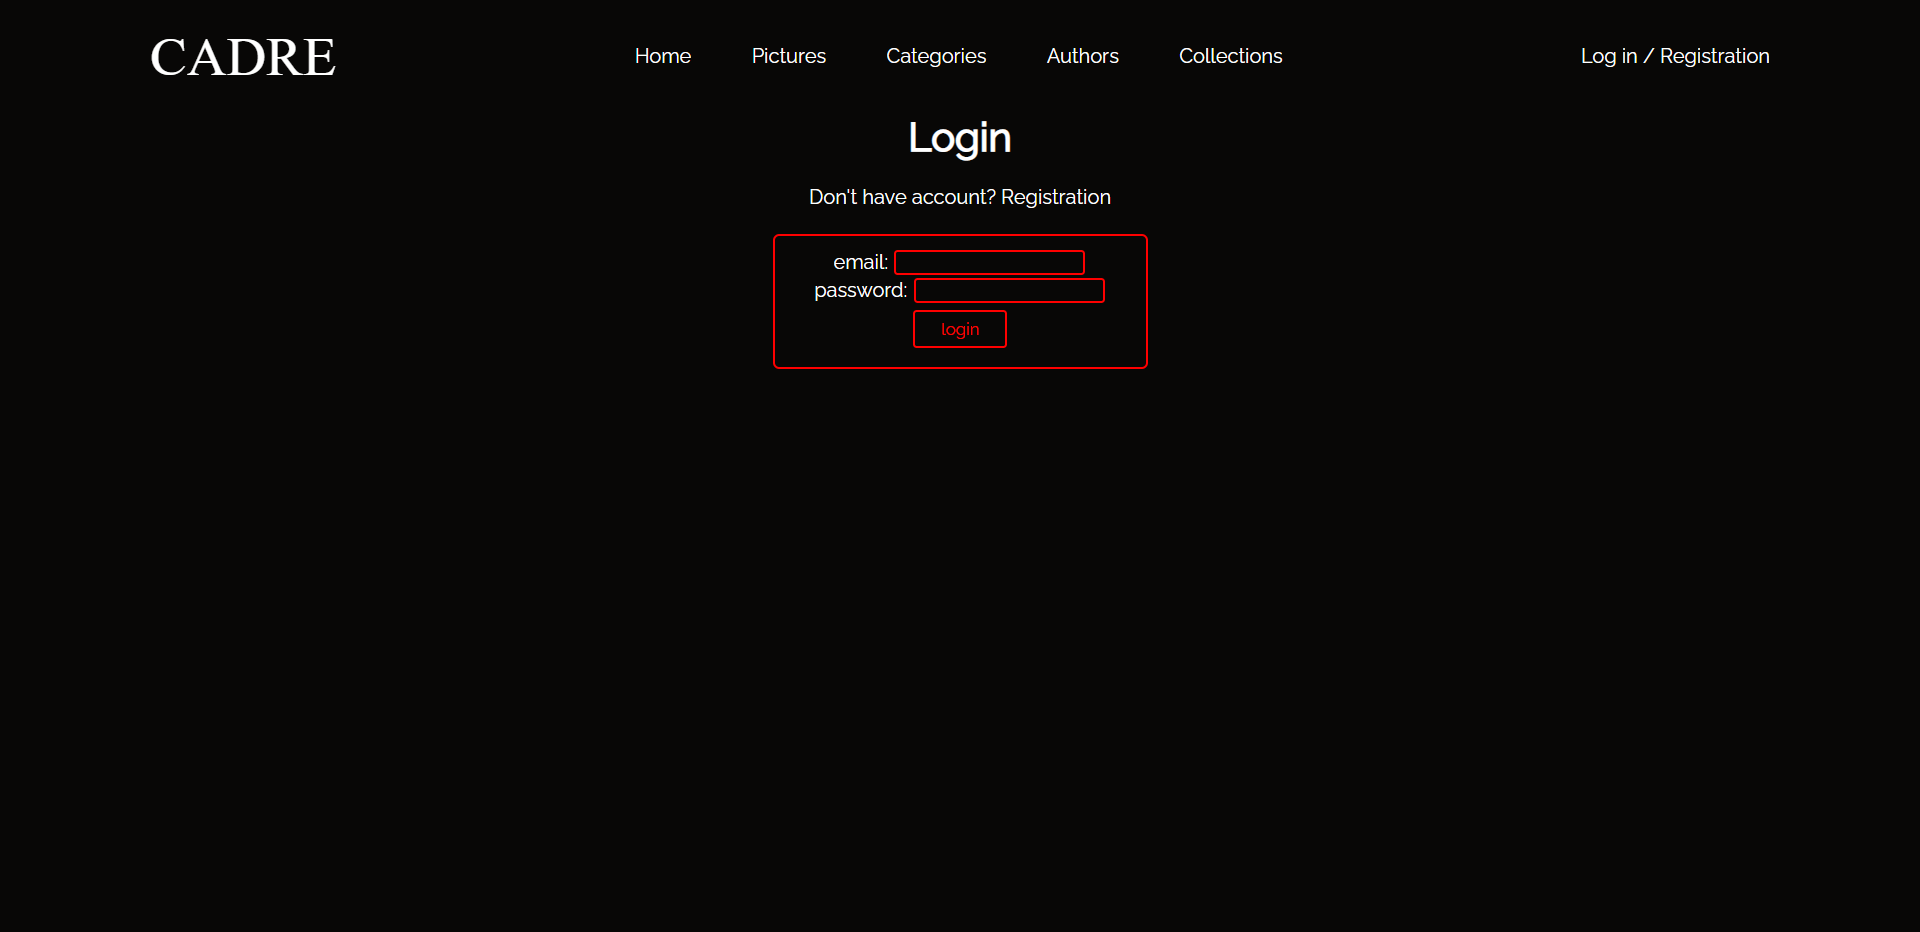 CADRE
Home Pictures Categories Authors Collections
Log in / Registration
Login
Don't have account? Registration
email:
password:
login